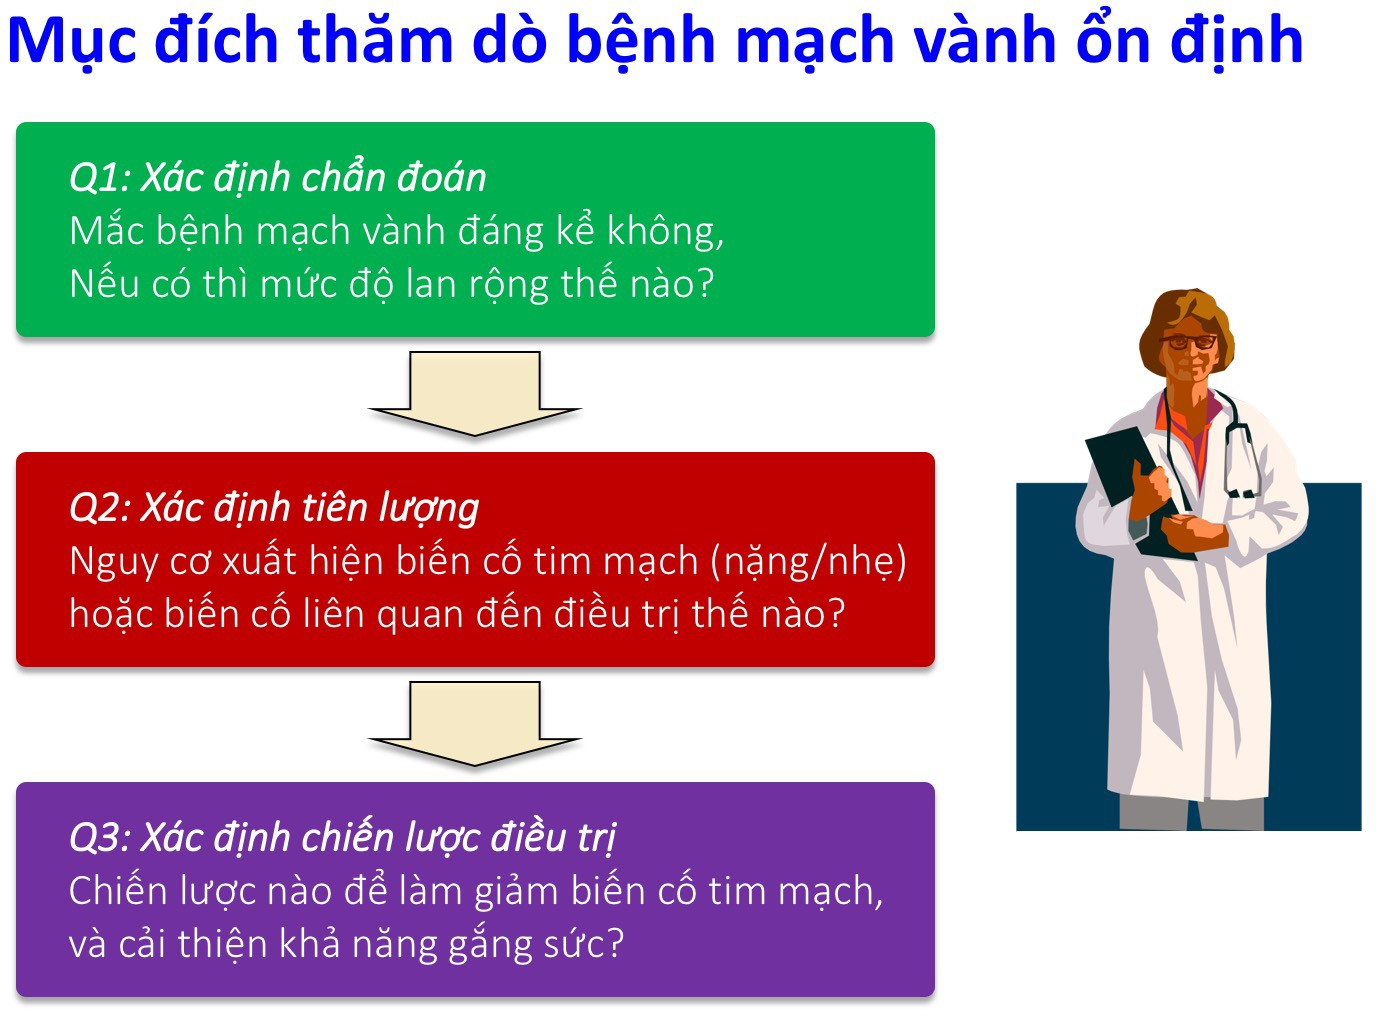 Mục đích thăm dò bệnh mạch vành ổn định
Q1: Xác định chẩn đoán
Mắc bệnh mạch vành đáng kể không,
Nếu có thì mức độ lan rộng thế nào?
Q2: Xác định tiên lượng
Nguy cơ xuất hiện biến cố tim mạch (nặng/nhẹ)
hoặc biến cố liên quan đến điều trị thế nào?
Q3: Xác định chiến lược điều trị
Chiến lược nào để làm giảm biến cố tim mạch,
và cải thiện khả năng gắng sức?